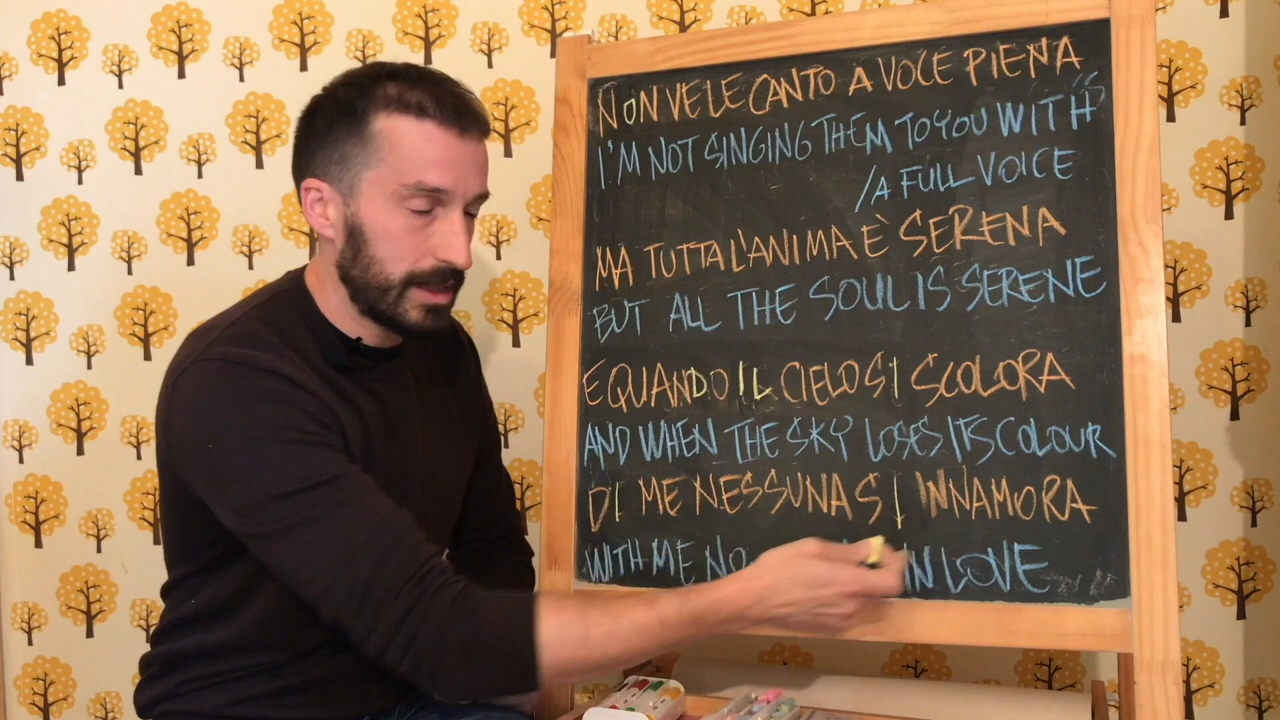 NON VE LE CANTO A VOCE PIENA
I'M NOT SINGING THEM TO YOU WITH
/A FULL VOICE
MA TUTTA L'ANIMA È SERENA
BUT ALL THE SOUL IS SERENE
E QUANDO IL CIELO SI SCOLORA
AND WHEN THE SKY LOSES ITS COLOUR
DI ME NESSUNA SI INNAMORA
WITH ME IN LOVE